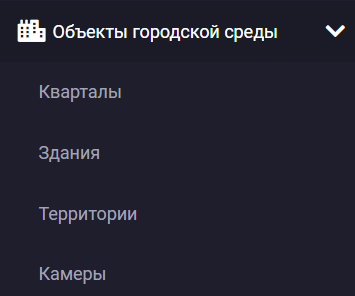 Объекты городской среды
Кварталы
Здания
Территории
Камеры